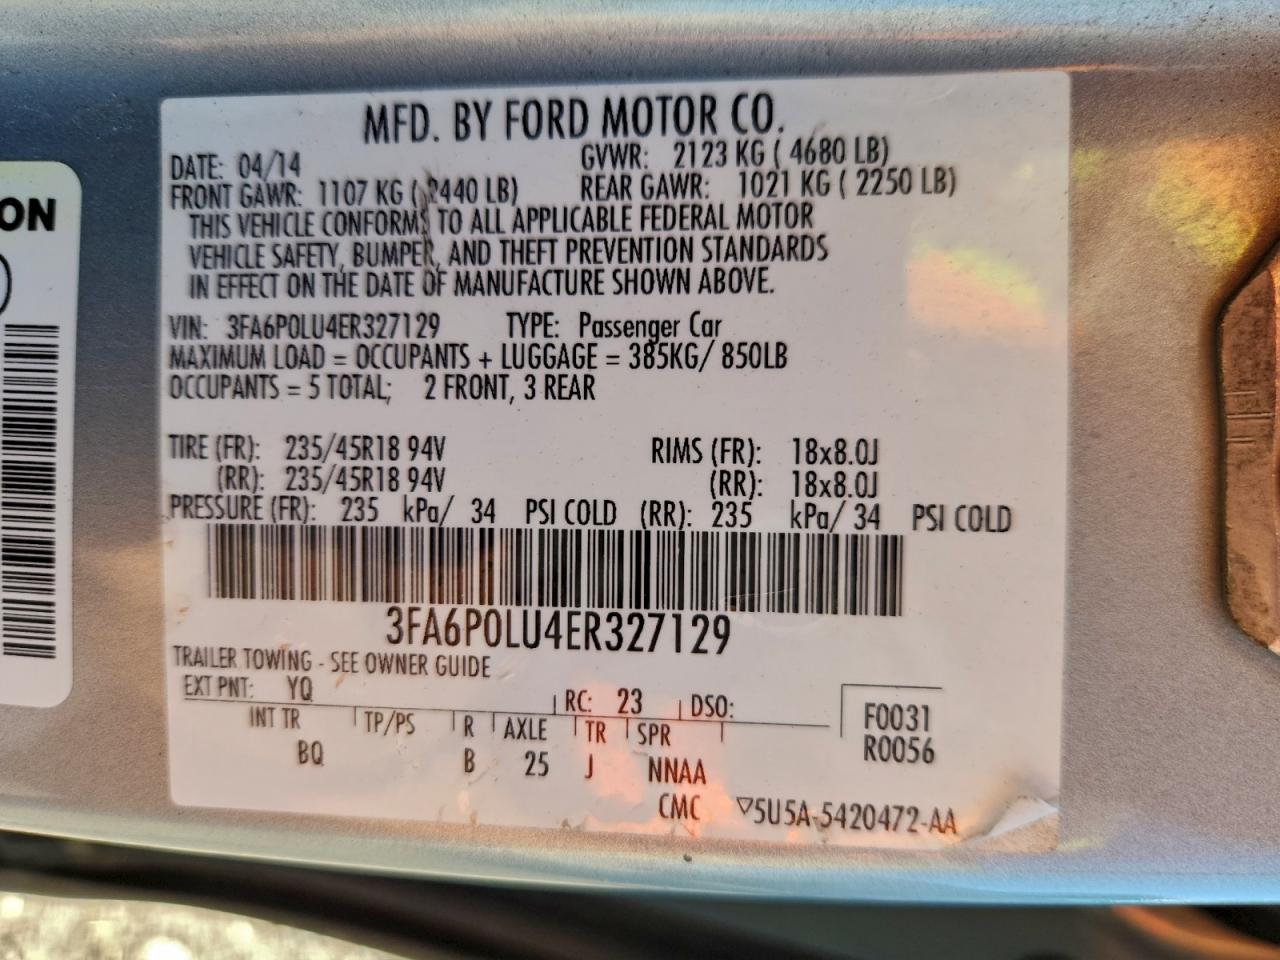 ON
MFD. BY FORD MOTOR CO.
DATE: 04/14 GVWR: 2123 KG ( 4680 LB)
FRONT GAWR: 1107 KG ( 2440 LB) REAR GAWR: 1021 KG ( 2250 LB)
THIS VEHICLE CONFORMS TO ALL APPLICABLE FEDERAL MOTOR
VEHICLE SAFETY, BUMPER, AND THEFT PREVENTION STANDARDS
IN EFFECT ON THE DATE OF MANUFACTURE SHOWN ABOVE.
VIN: 3FA6P0LU4ER327129 TYPE: Passenger Car
MAXIMUM LOAD = OCCUPANTS + LUGGAGE = 385KG/ 850LB
OCCUPANTS = 5 TOTAL; 2 FRONT, 3 REAR
TIRE (FR): 235/45R18 94V RIMS (FR): 18x8.0J
(RR): 235/45R18 94V (RR): 18x8.0J
PRESSURE (FR): 235 kPa/ 34 PSI COLD (RR): 235 kPa/ 34 PSI COLD
3FA6P0LU4ER327129
TRAILER TOWING - SEE OWNER GUIDE
EXT PNT: YQ RC: 23 DSO:
INT TR TP/PS R AXLE TR SPR
BQ B 25 J NNAA
F0031
R0056
CMC ▽5U5A-5420472-AA